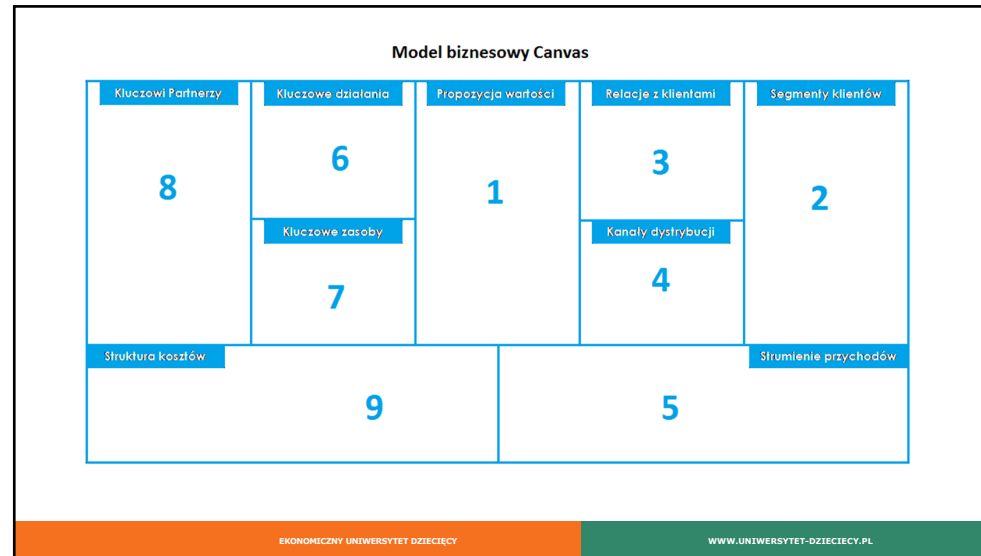 Model biznesowy Canvas
Kluczowi Partnerzy
8
Kluczowe działania
6
Kluczowe zasoby
7
Propozycja wartości
1
Relacje z klientami
3
Kanały dystrybucji
4
Segmenty klientów
2
Struktura kosztów
9
Strumienie przychodów
5
EKONOMICZNY UNIWERSYTET DZIECIĘCY
WWW.UNIWERSYTET-DZIECIECY.PL